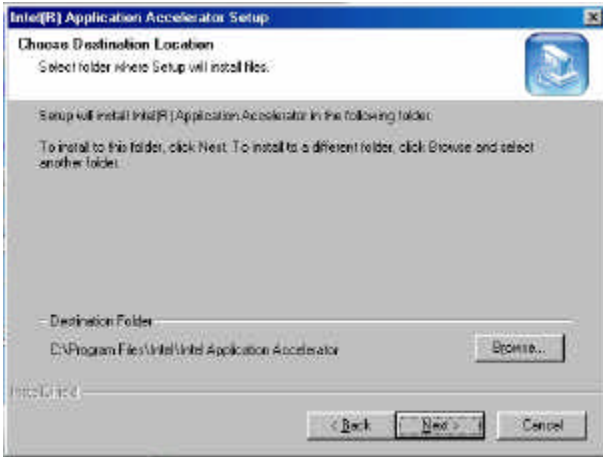 Intel(R) Application Accelerator Setup
Choose Destination Location
Select folder where Setup will install files.
Setup will install Intel(R) Application Accelerator in the following folder.
To install to this folder, click Next. To install to a different folder, click Browse and select
another folder.
Destination Folder
C:\Program Files\Intel\Intel Application Accelerator
Browse...
InstallShield
< Back
Next >
Cancel